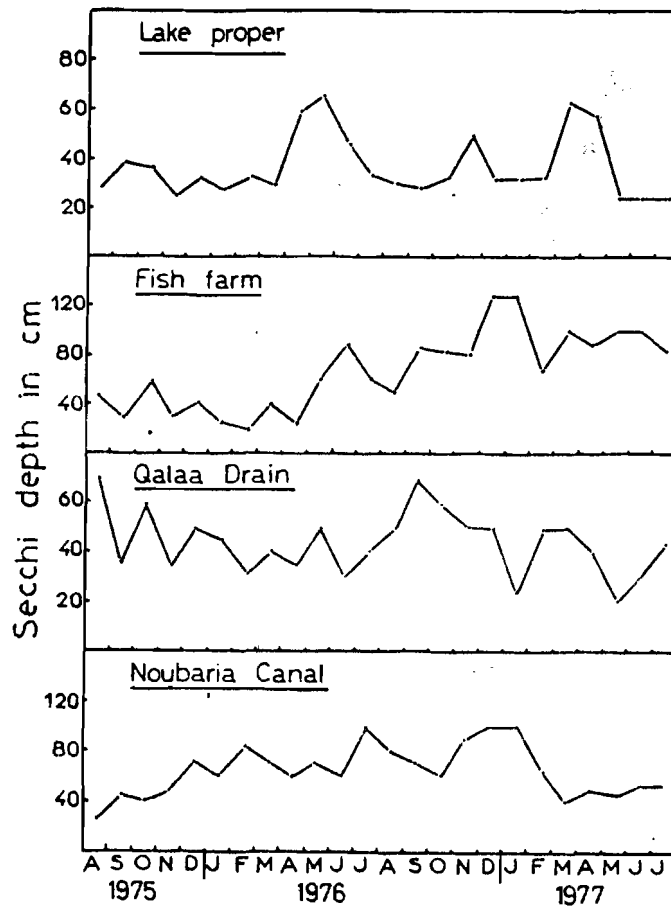 Lake proper
80
60
40
20
Fish farm
120
80
40
Secchi depth in cm
Qalaa Drain
60
40
20
Noubaria Canal
120
80
40
A S O N D J F M A M J J A S O N D J F M A M J J
1975 1976 1977